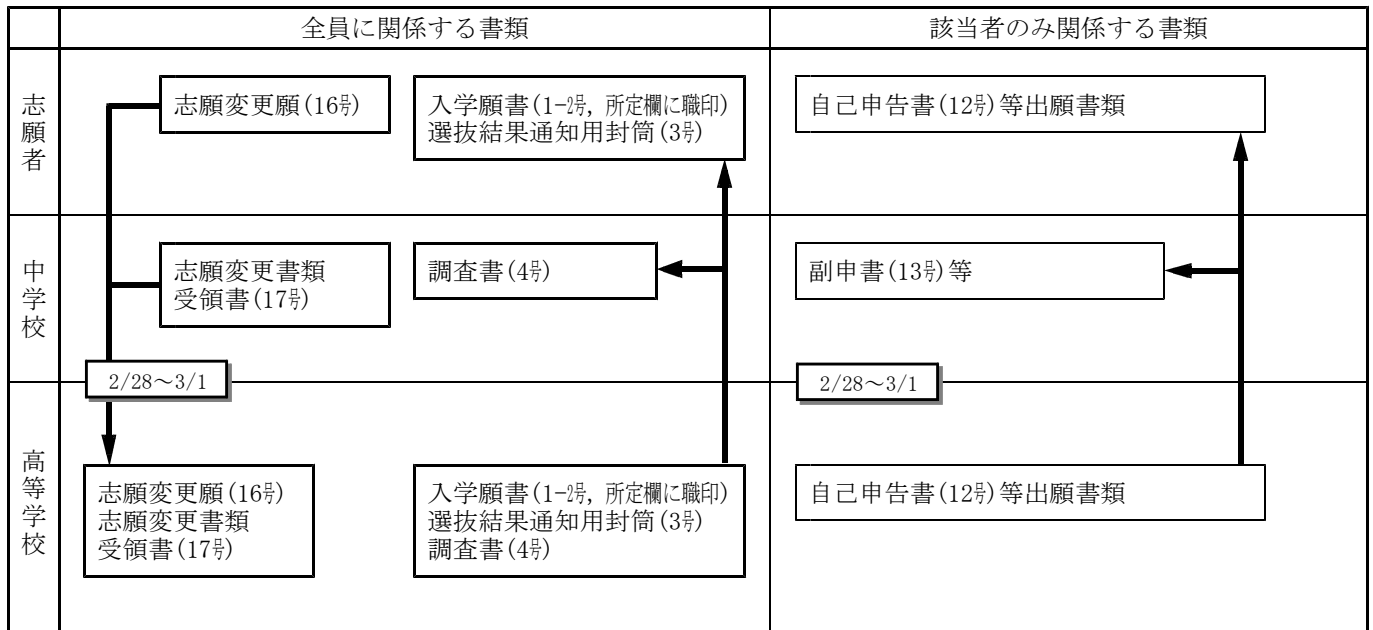 全員に関係する書類
該当者のみ関係する書類
志願者
志願変更願(16号)
入学願書(1-2号, 所定欄に職印)
選抜結果通知用封筒(3号)
自己申告書(12号)等出願書類
中学校
志願変更書類
受領書(17号)
調査書(4号)
副申書(13号)等
2/28～3/1
2/28～3/1
高等学校
志願変更願(16号)
志願変更書類
受領書(17号)
入学願書(1-2号, 所定欄に職印)
選抜結果通知用封筒(3号)
調査書(4号)
自己申告書(12号)等出願書類